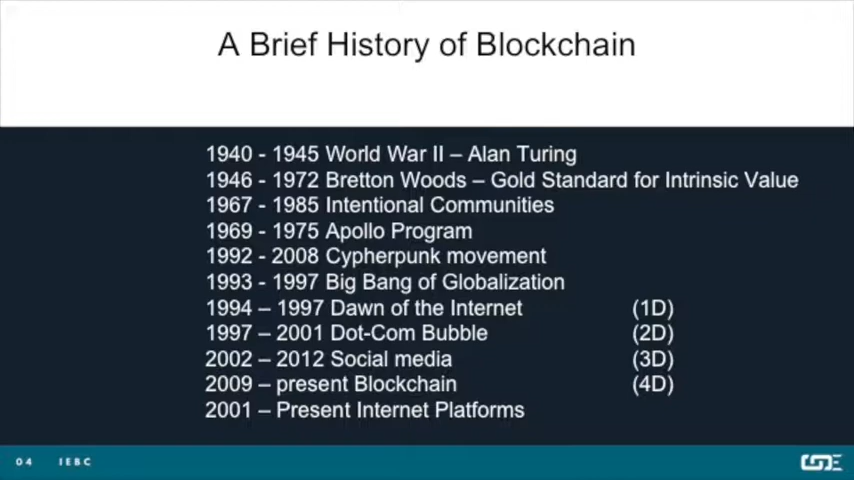 A Brief History of Blockchain
1940 - 1945 World War II – Alan Turing
1946 - 1972 Bretton Woods – Gold Standard for Intrinsic Value
1967 - 1985 Intentional Communities
1969 - 1975 Apollo Program
1992 - 2008 Cypherpunk movement
1993 - 1997 Big Bang of Globalization
1994 – 1997 Dawn of the Internet (1D)
1997 – 2001 Dot-Com Bubble (2D)
2002 – 2012 Social media (3D)
2009 – present Blockchain (4D)
2001 – Present Internet Platforms
04 IEBC